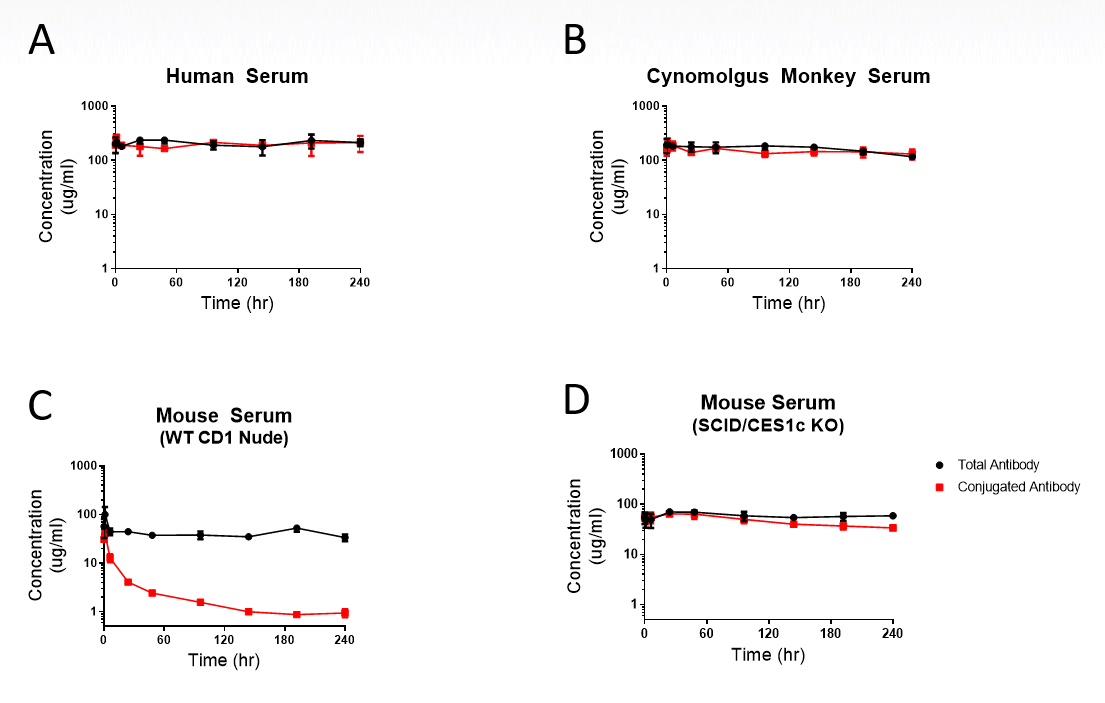 A
Human Serum
Concentration
(ug/ml)
1000
100
10
1
0 60 120 180 240
Time (hr)
B
Cynomolgus Monkey Serum
Concentration
(ug/ml)
1000
100
10
1
0 60 120 180 240
Time (hr)
C
Mouse Serum
(WT CD1 Nude)
Concentration
(ug/ml)
1000
100
10
1
0 60 120 180 240
Time (hr)
D
Mouse Serum
(SCID/CES1c KO)
Concentration
(ug/ml)
1000
100
10
1
0 60 120 180 240
Time (hr)
Total Antibody
Conjugated Antibody